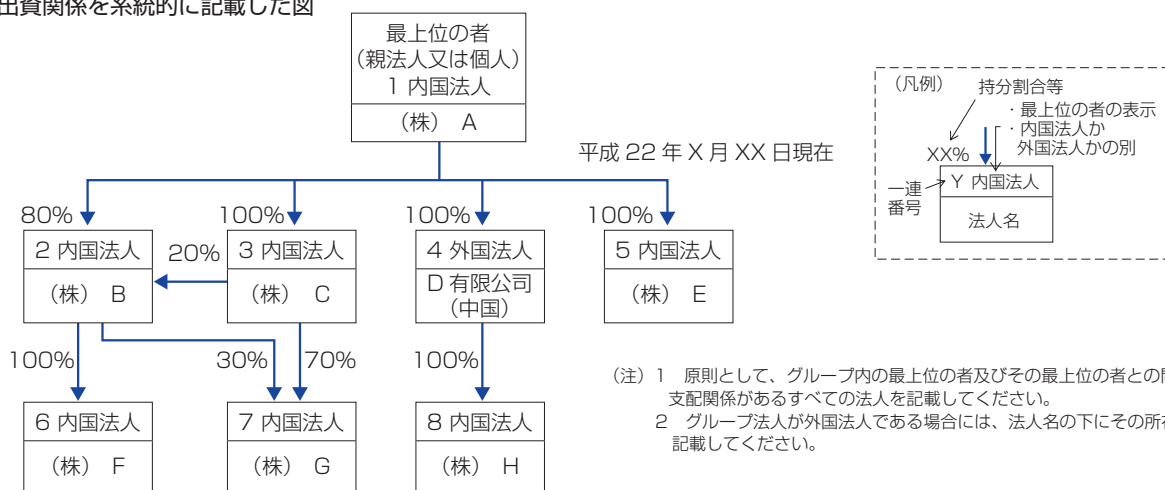 出資関係を系統的に記載した図
最上位の者
(親法人又は個人)
1 内国法人
(株) A
平成 22 年 X 月 XX 日現在
(凡例)
持分割合等
・最上位の者の表示
・内国法人か
外国法人かの別
XX%
一連
番号
Y 内国法人
法人名
80%
100%
100%
100%
2 内国法人
20%
3 内国法人
4 外国法人
5 内国法人
(株) B
(株) C
D 有限公司
(中国)
(株) E
100%
30%
70%
100%
6 内国法人
7 内国法人
8 内国法人
(株) F
(株) G
(株) H
(注) 1 原則として、グループ内の最上位の者及びその最上位の者との
支配関係があるすべての法人を記載してください。
2 グループ法人が外国法人である場合には、法人名の下にその所
記載してください。